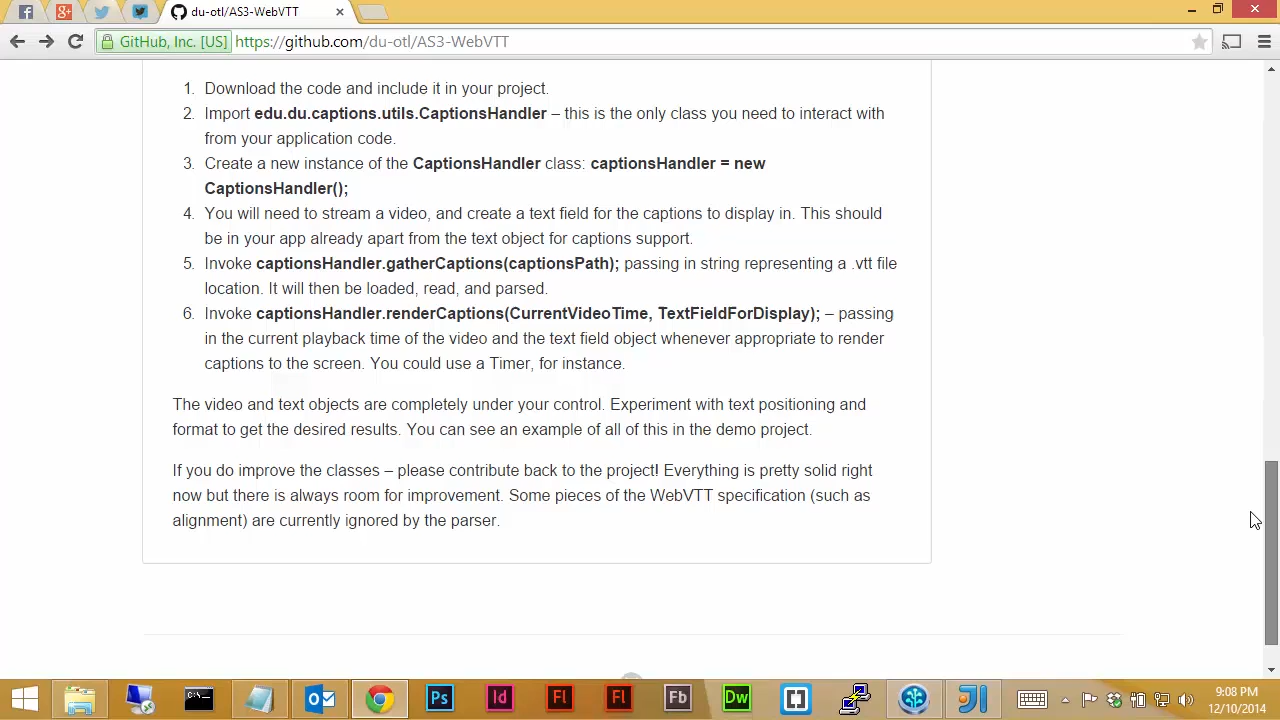 du-otl/AS3-WebVTT
GitHub, Inc. [US] https://github.com/du-otl/AS3-WebVTT
1. Download the code and include it in your project.
2. Import edu.du.captions.utils.CaptionsHandler – this is the only class you need to interact with
from your application code.
3. Create a new instance of the CaptionsHandler class: captionsHandler = new
CaptionsHandler();
4. You will need to stream a video, and create a text field for the captions to display in. This should
be in your app already apart from the text object for captions support.
5. Invoke captionsHandler.gatherCaptions(captionsPath); passing in string representing a .vtt file
location. It will then be loaded, read, and parsed.
6. Invoke captionsHandler.renderCaptions(CurrentVideoTime, TextFieldForDisplay); – passing
in the current playback time of the video and the text field object whenever appropriate to render
captions to the screen. You could use a Timer, for instance.
The video and text objects are completely under your control. Experiment with text positioning and
format to get the desired results. You can see an example of all of this in the demo project.
If you do improve the classes – please contribute back to the project! Everything is pretty solid right
now but there is always room for improvement. Some pieces of the WebVTT specification (such as
alignment) are currently ignored by the parser.
Ps Id Fl Fl Fb Dw
9:08 PM
12/10/2014